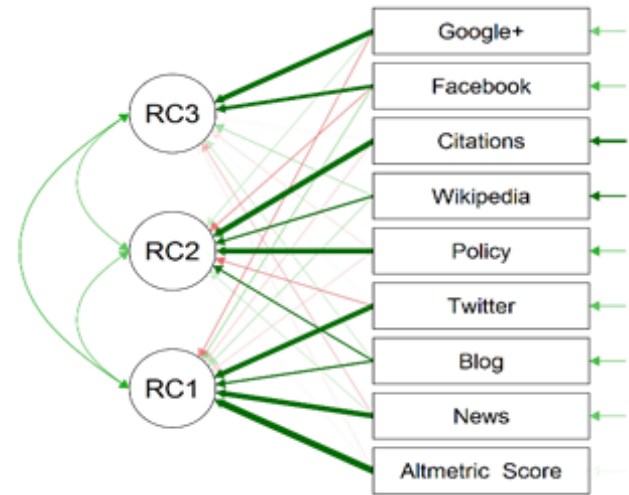 RC3
RC2
RC1
Google+
Facebook
Citations
Wikipedia
Policy
Twitter
Blog
News
Altmetric Score